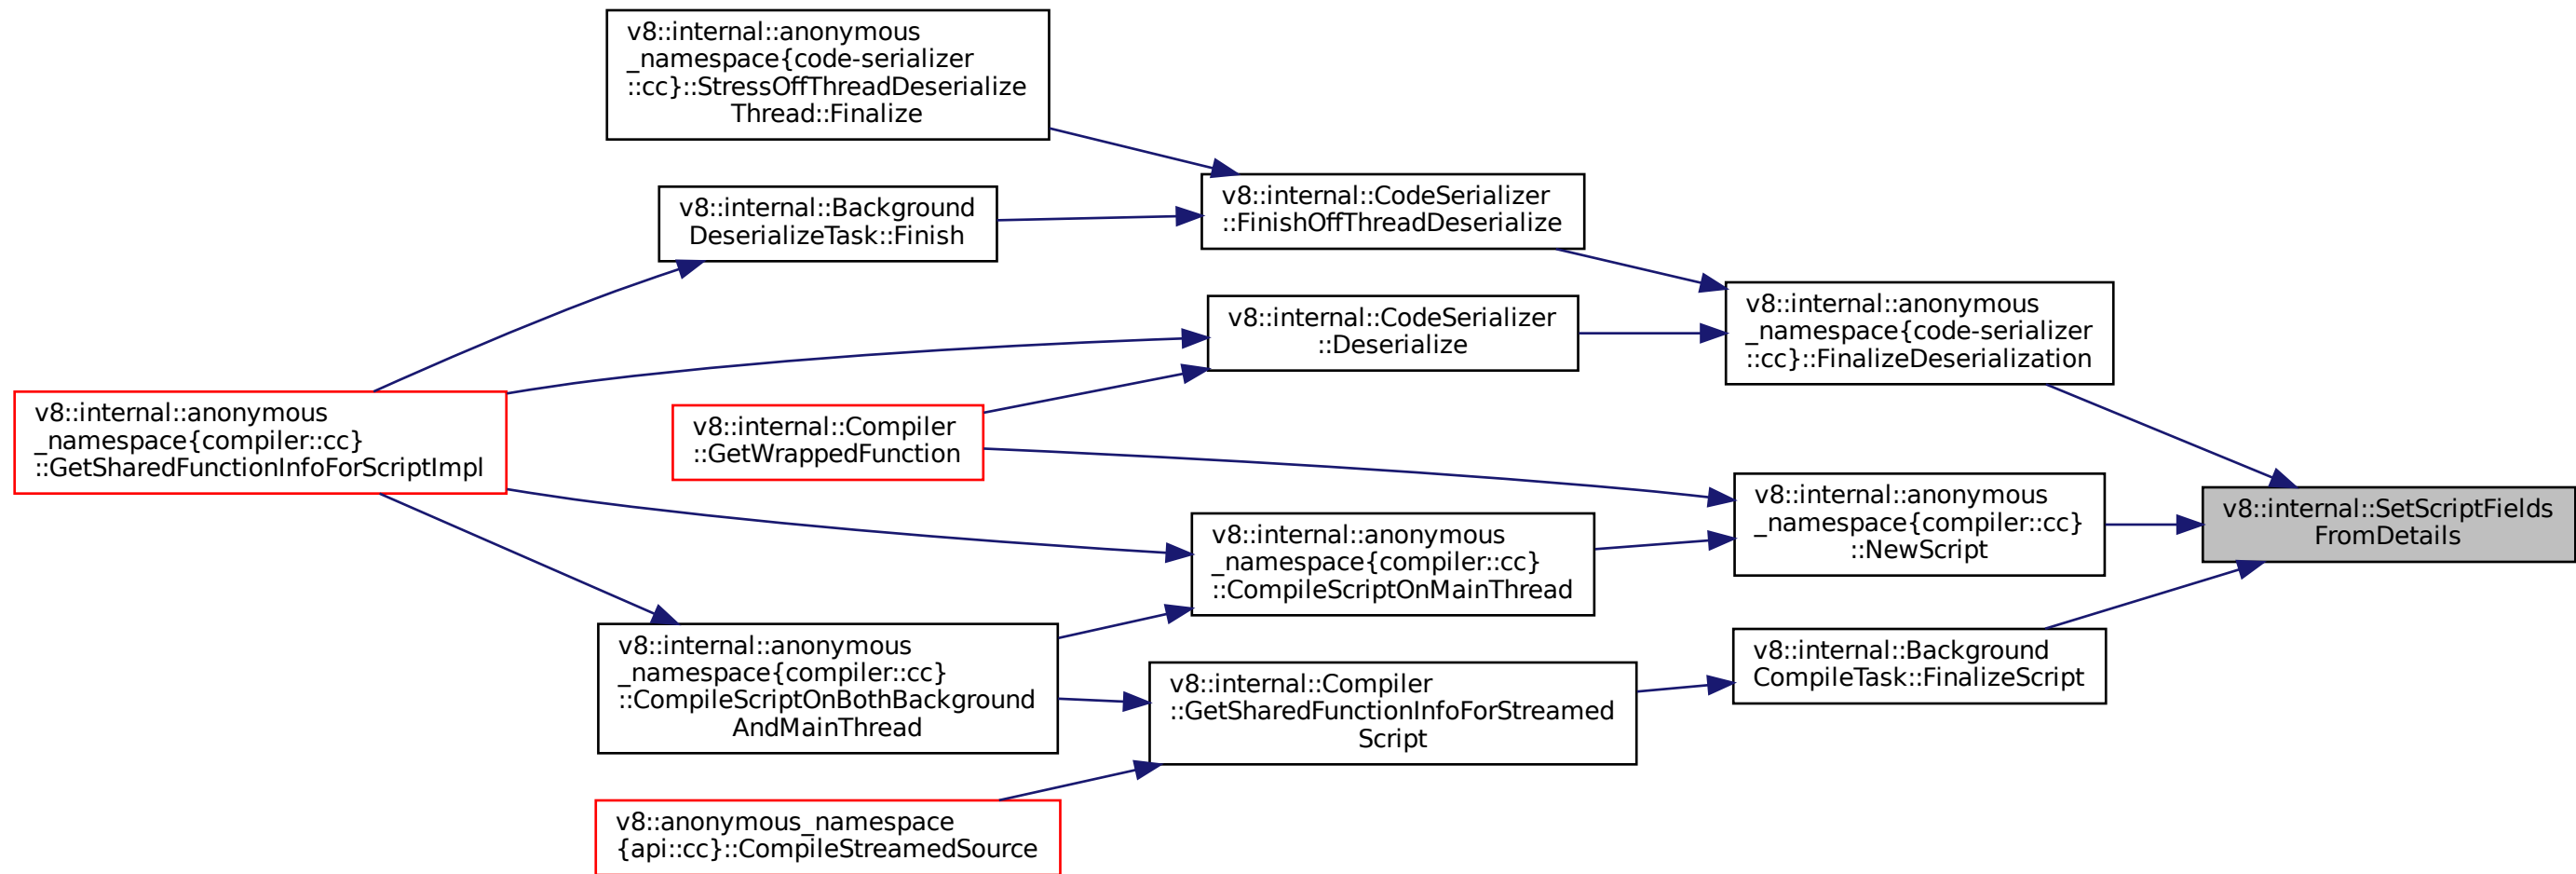 v8::internal::anonymous
_namespace{code-serializer
::cc}::StressOffThreadDeserialize
Thread::Finalize
v8::internal::Background
DeserializeTask::Finish
v8::internal::CodeSerializer
::FinishOffThreadDeserialize
v8::internal::anonymous
_namespace{code-serializer
::cc}::FinalizeDeserialization
v8::internal::CodeSerializer
::Deserialize
v8::internal::anonymous
_namespace{compiler::cc}
::GetSharedFunctionInfoForScriptImpl
v8::internal::Compiler
::GetWrappedFunction
v8::internal::anonymous
_namespace{compiler::cc}
::NewScript
v8::internal::SetScriptFields
FromDetails
v8::internal::anonymous
_namespace{compiler::cc}
::CompileScriptOnMainThread
v8::internal::anonymous
_namespace{compiler::cc}
::CompileScriptOnBothBackground
AndMainThread
v8::internal::Compiler
::GetSharedFunctionInfoForStreamed
Script
v8::internal::Background
CompileTask::FinalizeScript
v8::anonymous_namespace
{api::cc}::CompileStreamedSource